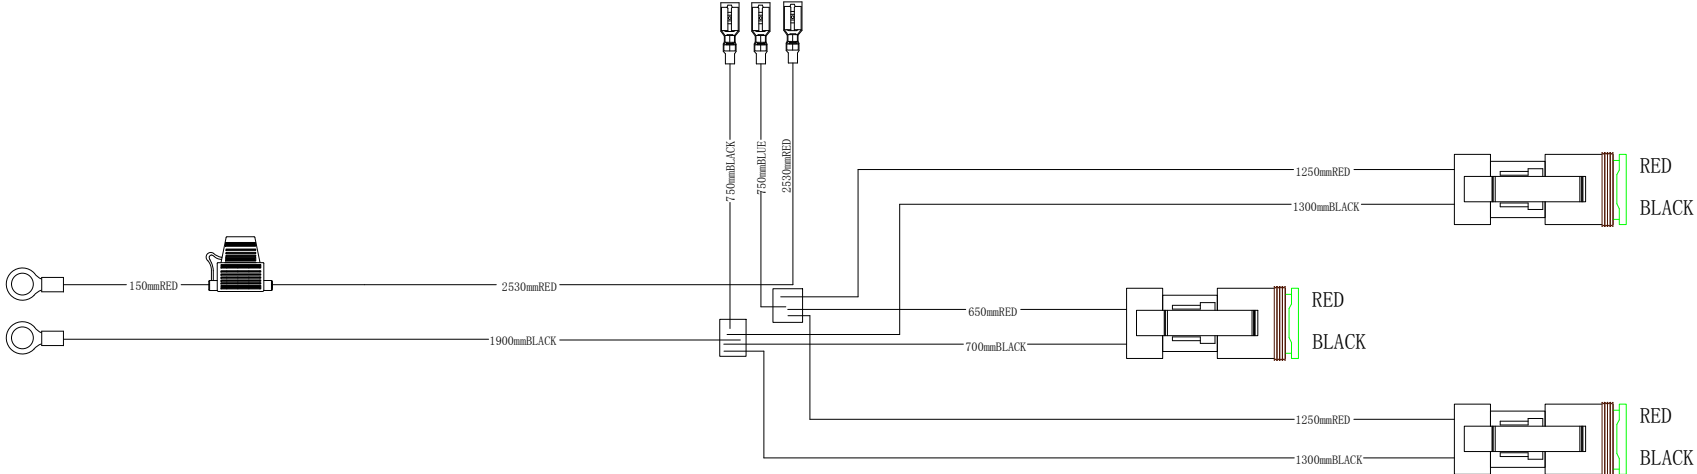 750mmBLACK
750mmBLUE
2530mmRED
1250mmRED
RED
1300mmBLACK
BLACK
150mmRED
2530mmRED
650mmRED
RED
1900mmBLACK
700mmBLACK
BLACK
1250mmRED
RED
1300mmBLACK
BLACK